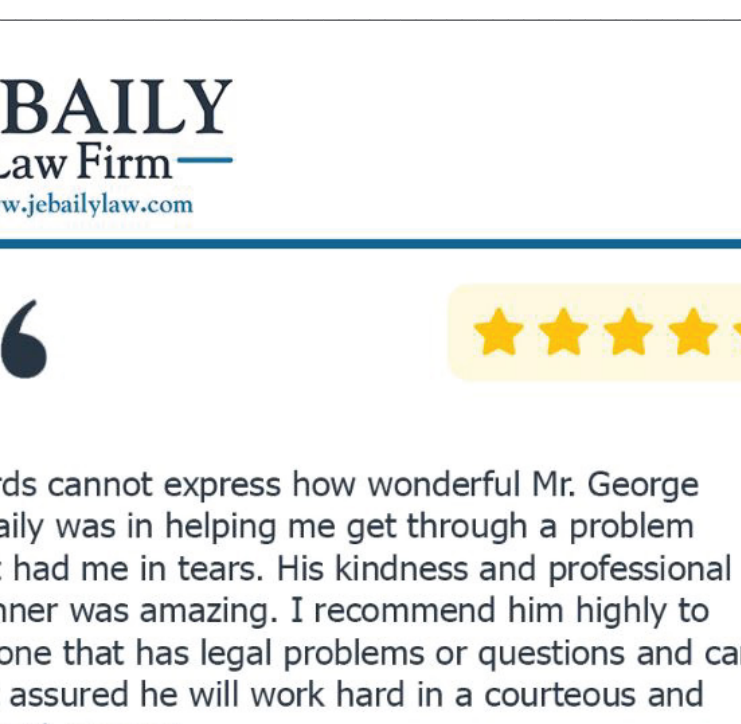 BAILY
Law Firm
w.jebailylaw.com
rds cannot express how wonderful Mr. George
aily was in helping me get through a problem
had me in tears. His kindness and professional
nner was amazing. I recommend him highly to
one that has legal problems or questions and can
assured he will work hard in a courteous and